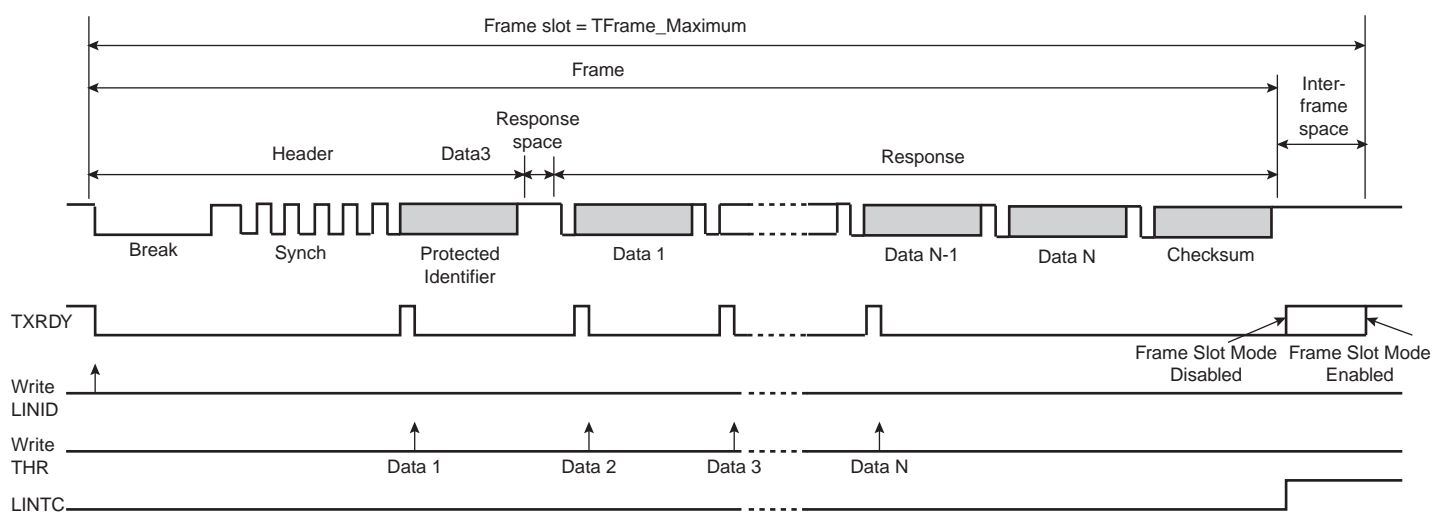 Frame slot = TFrame_Maximum
Frame
Inter-
frame
space
Response
space
Header
Data3
Response
Break
Synch
Protected
Identifier
Data 1
Data N-1
Data N
Checksum
TXRDY
Frame Slot Mode
Disabled
Frame Slot Mode
Enabled
Write
LINID
Write
THR
Data 1
Data 2
Data 3
Data N
LINTC